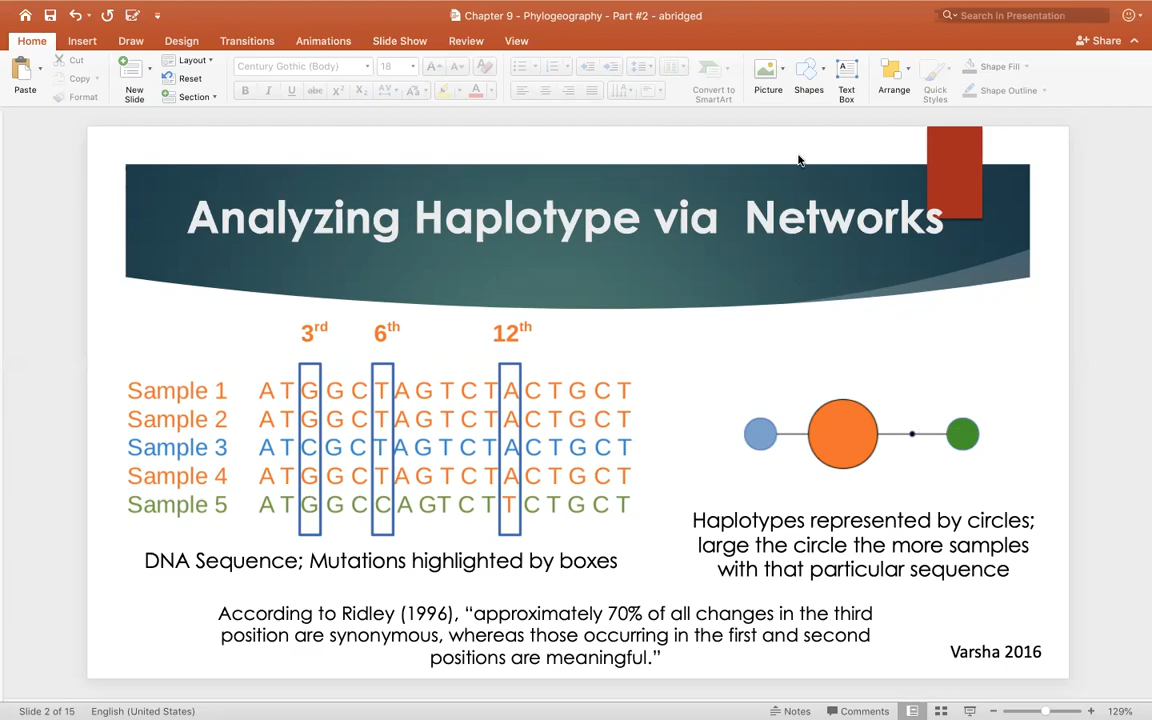 Chapter 9 - Phylogeography - Part #2 - abridged
Search in Presentation
Home Insert Draw Design Transitions Animations Slide Show Review View
Share
Paste
Cut
Copy
Format
New
Slide
Layout
Reset
Section
Century Gothic (Body) 18
B I U abc X² X₂ AV Aa A
Convert to
SmartArt
Picture
Shapes
Text
Box
Arrange
Quick
Styles
Shape Fill
Shape Outline
Analyzing Haplotype via Networks
3rd 6th 12th
Sample 1 A T G G C T A G T C T A C T G C T
Sample 2 A T G G C T A G T C T A C T G C T
Sample 3 A T C G C T A G T C T A C T G C T
Sample 4 A T G G C T A G T C T A C T G C T
Sample 5 A T G G C C A G T C T T C T G C T
DNA Sequence; Mutations highlighted by boxes
Haplotypes represented by circles;
large the circle the more samples
with that particular sequence
According to Ridley (1996), “approximately 70% of all changes in the third
position are synonymous, whereas those occurring in the first and second
positions are meaningful.”
Varsha 2016
Slide 2 of 15 English (United States)
Notes Comments 129%